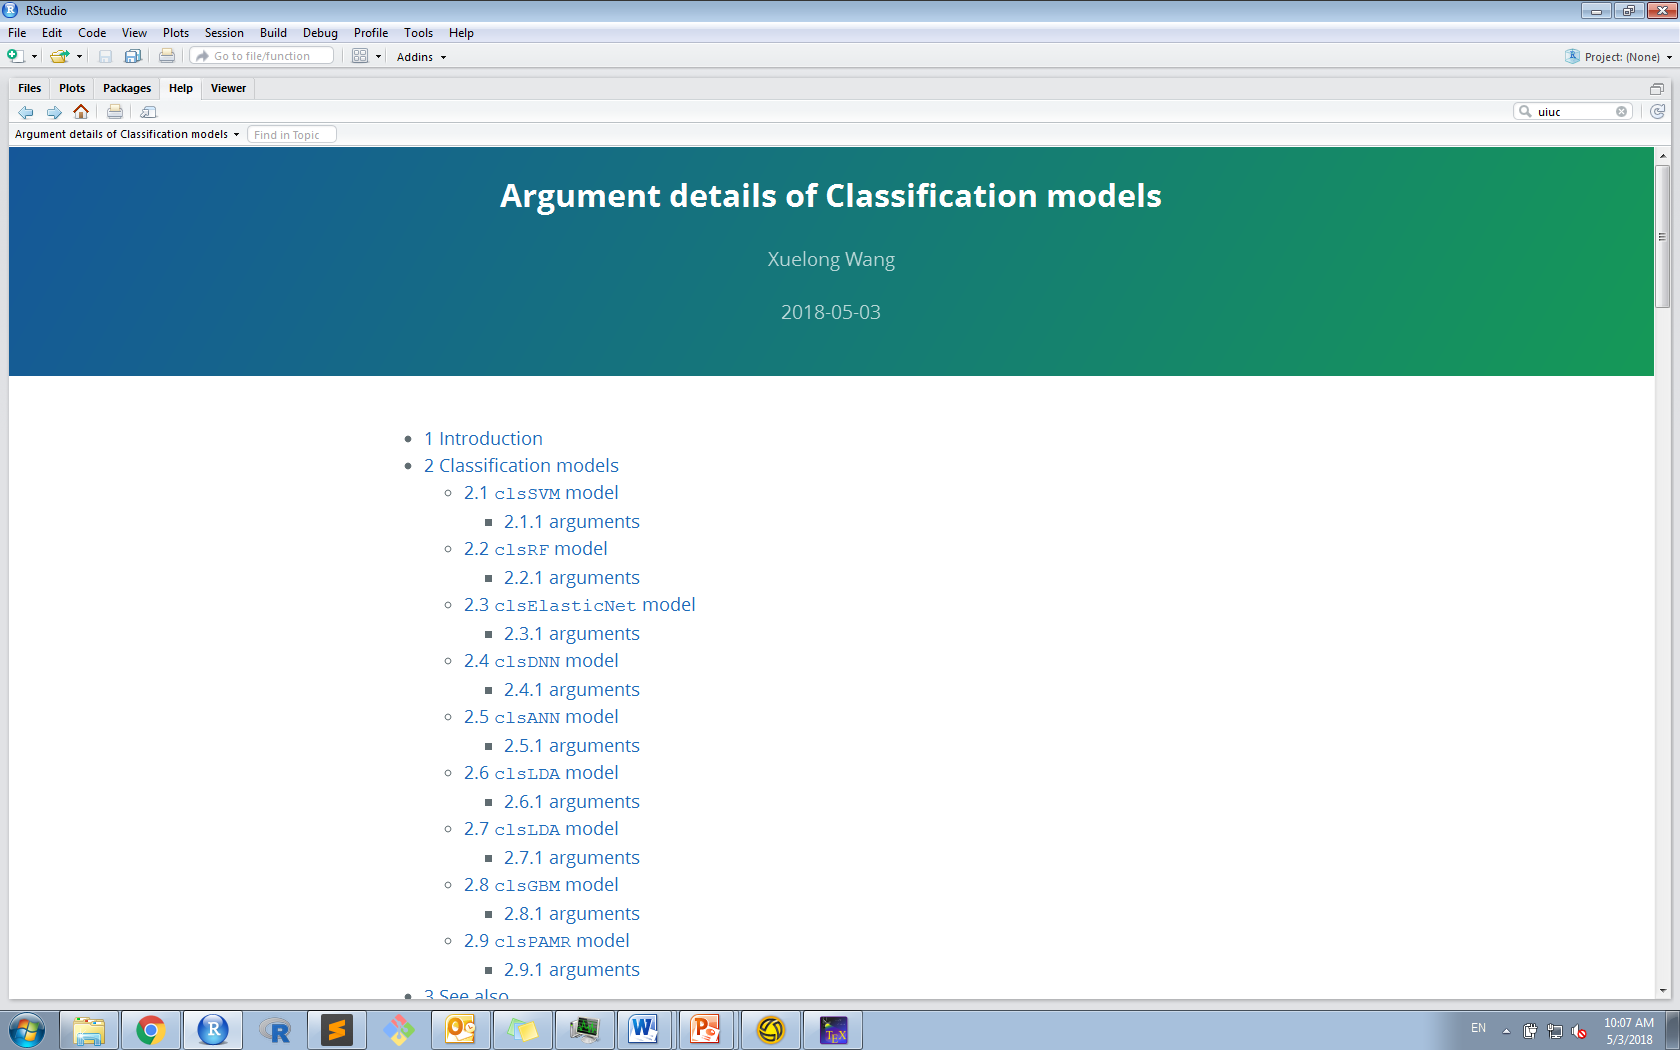 RStudio
File Edit Code View Plots Session Build Debug Profile Tools Help
Go to file/function Addins Project: (None)
Files Plots Packages Help Viewer
uiuc
Argument details of Classification models Find in Topic
Argument details of Classification models
Xuelong Wang
2018-05-03
1 Introduction
2 Classification models
2.1 clsSVM model
2.1.1 arguments
2.2 clsRF model
2.2.1 arguments
2.3 clsElasticNet model
2.3.1 arguments
2.4 clsDNN model
2.4.1 arguments
2.5 clsANN model
2.5.1 arguments
2.6 clsLDA model
2.6.1 arguments
2.7 clsLDA model
2.7.1 arguments
2.8 clsGBM model
2.8.1 arguments
2.9 clsPAMR model
2.9.1 arguments
3 See also
EN 10:07 AM
5/3/2018